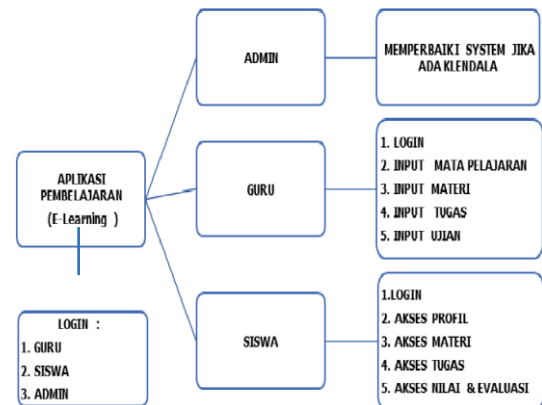 ADMIN
MEMPERBAIKI SYSTEM JIKA
ADA KLENDALA
APLIKASI
PEMBELAJARAN
(E-Learning )
GURU
1. LOGIN
2. INPUT MATA PELAJARAN
3. INPUT MATERI
4. INPUT TUGAS
5. INPUT UJIAN
LOGIN :
1. GURU
2. SISWA
3. ADMIN
SISWA
1.LOGIN
2. AKSES PROFIL
3. AKSES MATERI
4. AKSES TUGAS
5. AKSES NILAI & EVALUASI